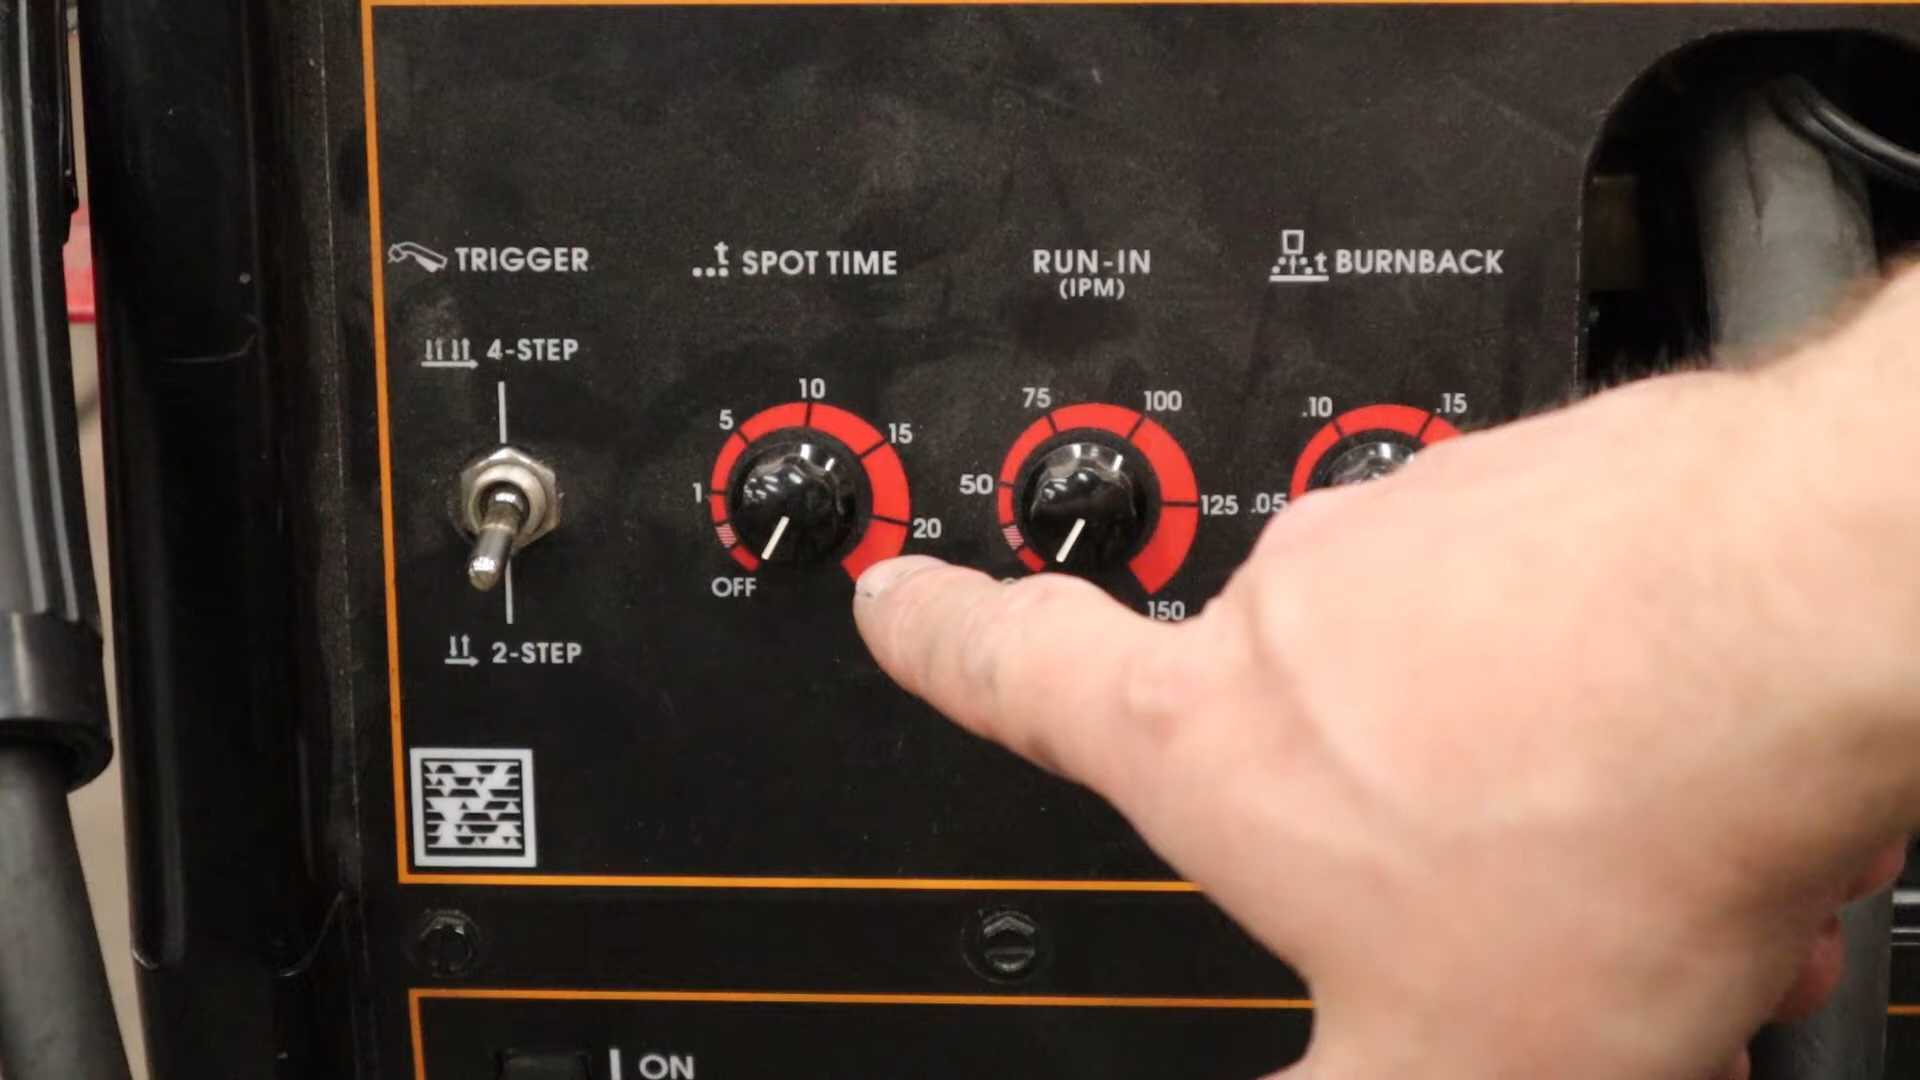 TRIGGER
4-STEP
2-STEP
t SPOT TIME
OFF
1
5
10
15
20
RUN-IN
(IPM)
50
75
100
125
150
t BURNBACK
.05
.10
.15
ON